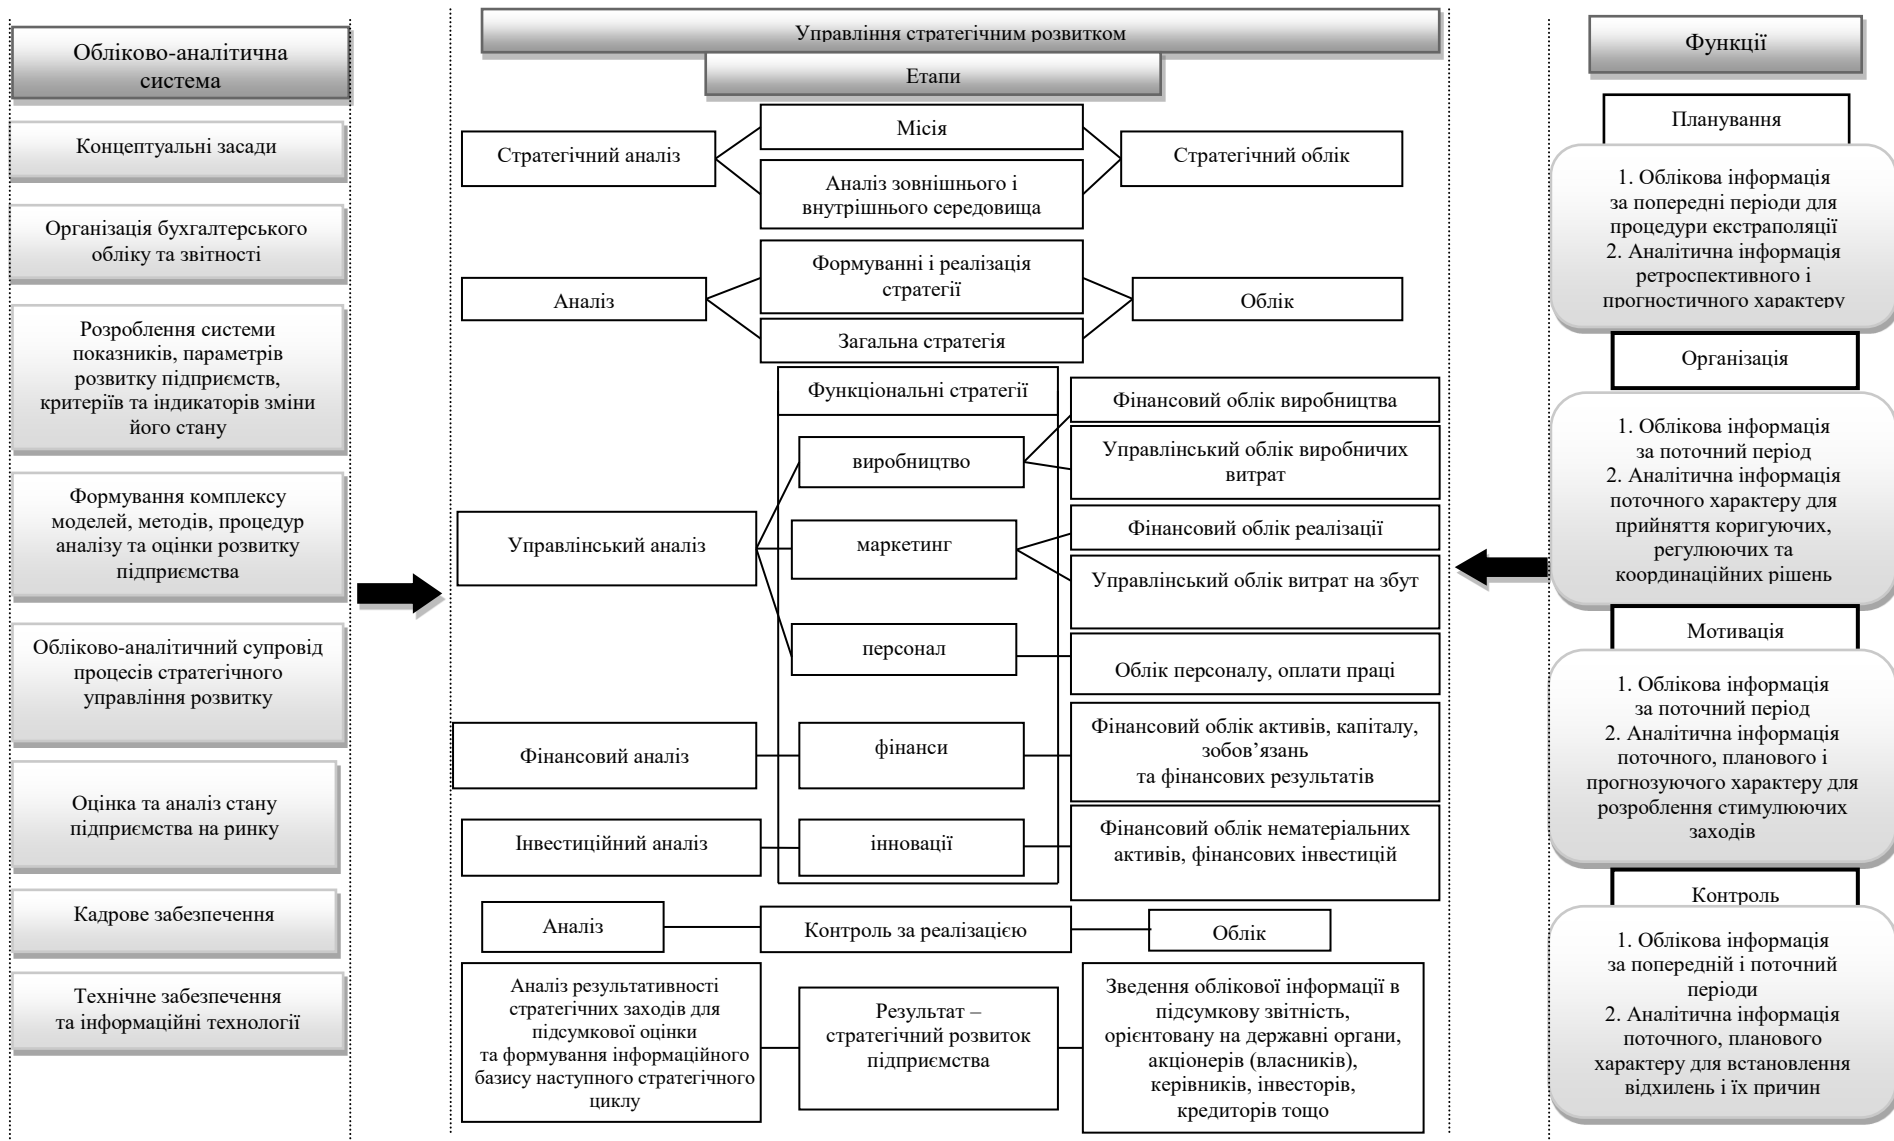 Обліково-аналітична
система
Концептуальні засади
Організація бухгалтерського
обліку та звітності
Розроблення системи
показників, параметрів
розвитку підприємств,
критеріїв та індикаторів зміни
його стану
Формування комплексу
моделей, методів, процедур
аналізу та оцінки розвитку
підприємства
Обліково-аналітичний супровід
процесів стратегічного
управління розвитку
Оцінка та аналіз стану
підприємства на ринку
Кадрове забезпечення
Технічне забезпечення
та інформаційні технології
Управління стратегічним розвитком
Етапи
Стратегічний аналіз
Місія
Аналіз зовнішнього і
внутрішнього середовища
Стратегічний облік
Аналіз
Формуванні і реалізація
стратегії
Загальна стратегія
Облік
Функціональні стратегії
Управлінський аналіз
виробництво
Фінансовий облік виробництва
Управлінський облік виробничих
витрат
маркетинг
Фінансовий облік реалізації
Управлінський облік витрат на збут
персонал
Облік персоналу, оплати праці
Фінансовий аналіз
фінанси
Фінансовий облік активів, капіталу,
зобов’язань
та фінансових результатів
Інвестиційний аналіз
інновації
Фінансовий облік нематеріальних
активів, фінансових інвестицій
Аналіз
Контроль за реалізацією
Облік
Аналіз результативності
стратегічних заходів для
підсумкової оцінки
та формування інформаційного
базису наступного стратегічного
циклу
Результат –
стратегічний розвиток
підприємства
Зведення облікової інформації в
підсумкову звітність,
орієнтовану на державні органи,
акціонерів (власників),
керівників, інвесторів,
кредиторів тощо
Функції
Планування
1. Облікова інформація
за попередні періоди для
процедури екстраполяції
2. Аналітична інформація
ретроспективного і
прогностичного характеру
Організація
1. Облікова інформація
за поточний період
2. Аналітична інформація
поточного характеру для
прийняття коригуючих,
регулюючих та
координаційних рішень
Мотивація
1. Облікова інформація
за поточний період
2. Аналітична інформація
поточного, планового і
прогнозуючого характеру для
розроблення стимулюючих
заходів
Контроль
1. Облікова інформація
за попередній і поточний
періоди
2. Аналітична інформація
поточного, планового
характеру для встановлення
відхилень і їх причин